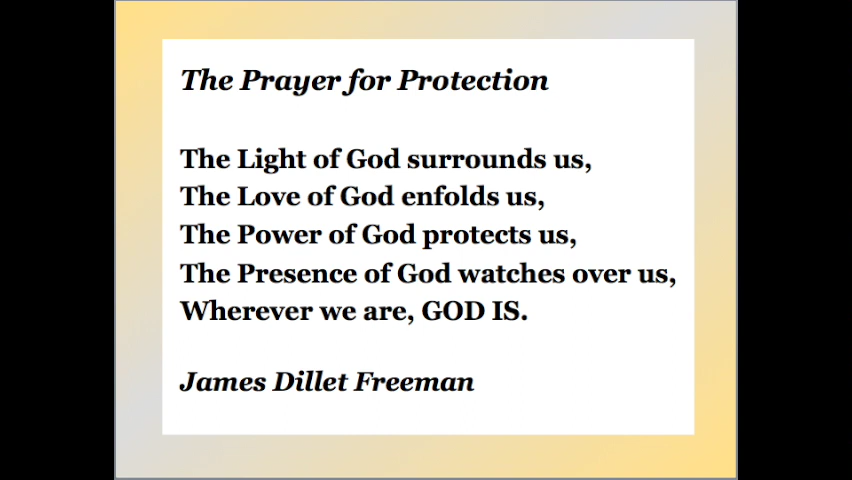 The Prayer for Protection
The Light of God surrounds us,
The Love of God enfolds us,
The Power of God protects us,
The Presence of God watches over us,
Wherever we are, GOD IS.
James Dillet Freeman